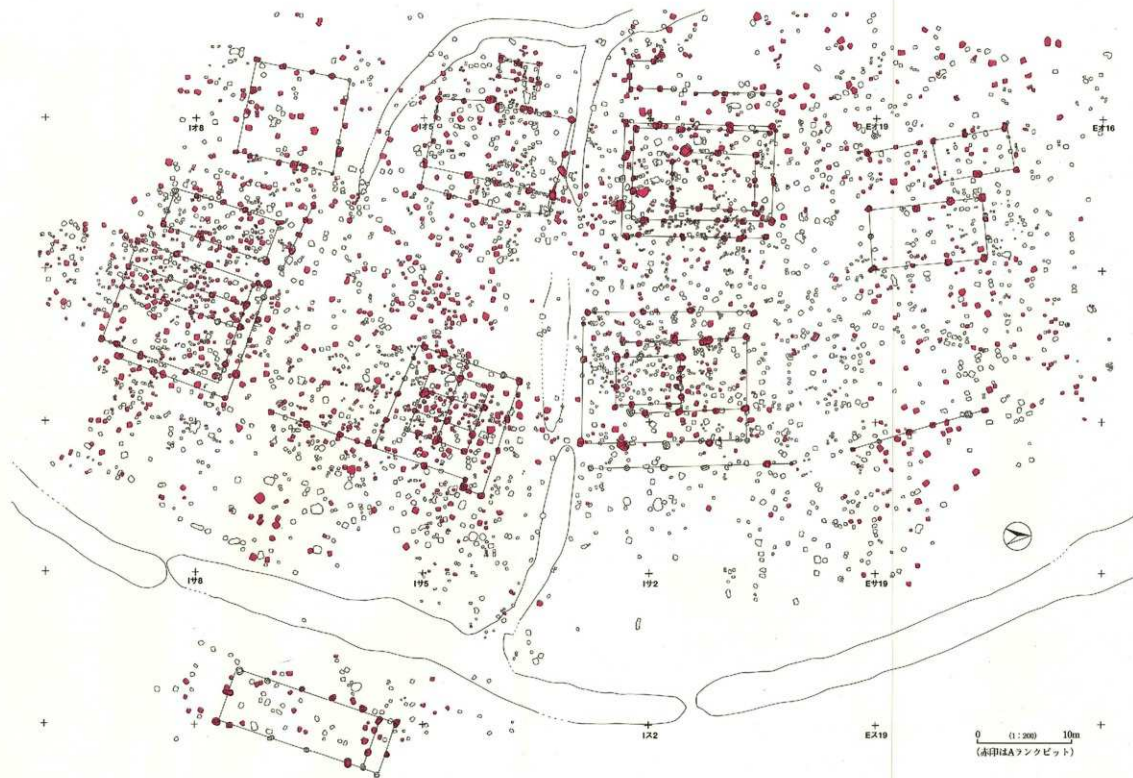 Iオ8
Iオ5
Eオ19
Eオ16
Iサ8
Iサ5
Iサ2
Eサ19
Iス2
Eス19
0 (1:200) 10m
(赤印はAランクピット)